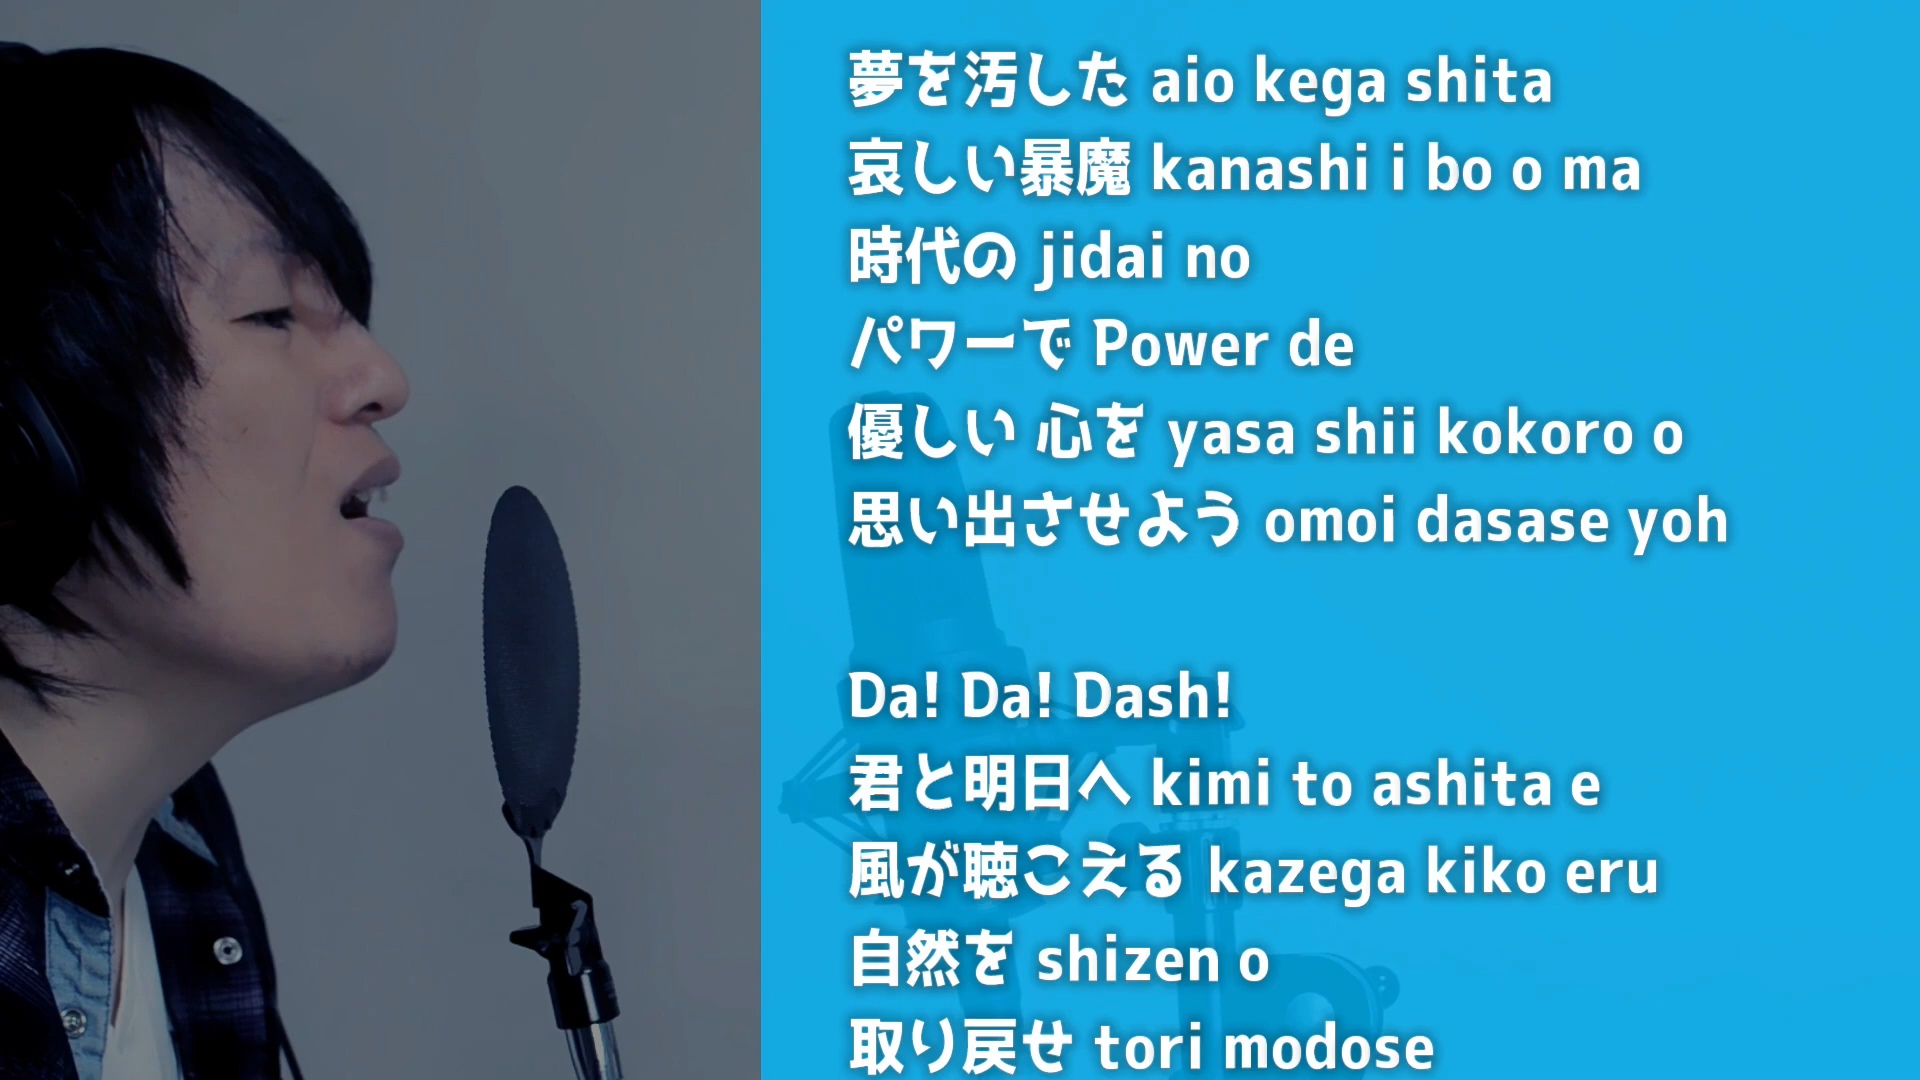 夢を汚した aio kega shita
哀しい暴魔 kanashi i bo o ma
時代の jidai no
パワーで Power de
優しい 心を yasa shii kokoro o
思い出させよう omoi dasase yoh
Da! Da! Dash!
君と明日へ kimi to ashita e
風が聴こえる kazega kiko eru
自然を shizen o
取り戻せ tori modose